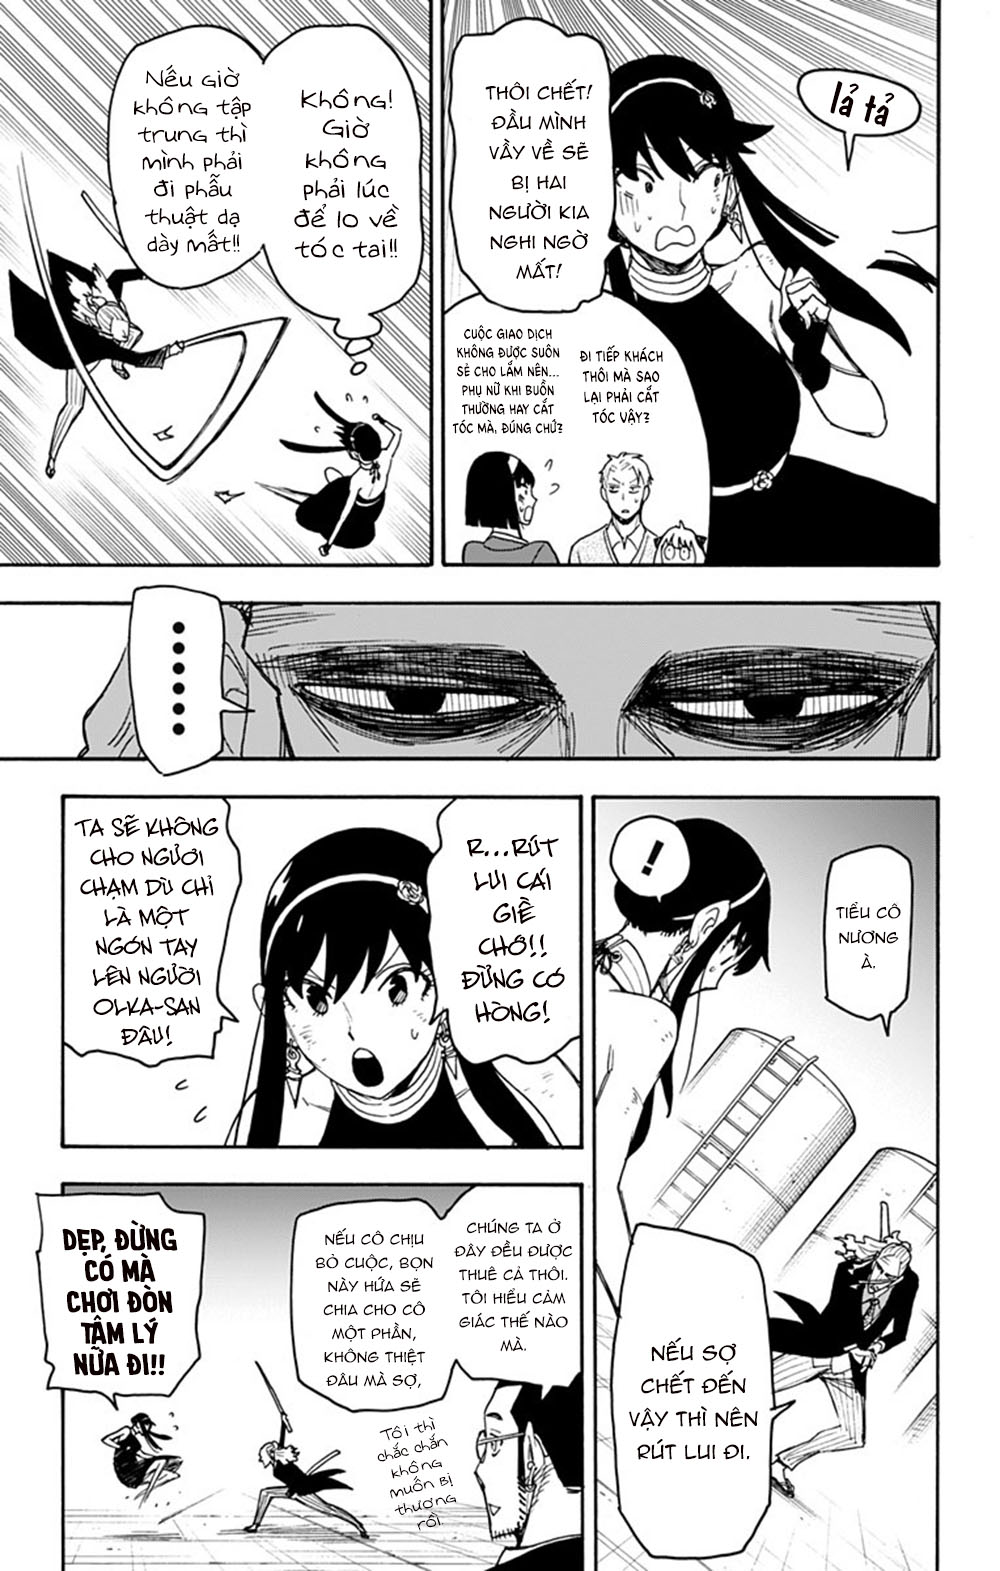 lả tả
THÔI CHẾT!
ĐẦU MÌNH
VẦY VỀ SẼ
BỊ HAI
NGƯỜI KIA
NGHI NGỜ
MẤT!
ĐI TIẾP KHÁCH
THÔI MÀ SAO
LẠI PHẢI CẮT
TÓC VẬY?
CUỘC GIAO DỊCH
KHÔNG ĐƯỢC SUÔN
SẺ CHO LẮM NÊN...
PHỤ NỮ KHI BUỒN
THƯỜNG HAY CẮT
TÓC MÀ, ĐÚNG CHỨ?
Không!
Giờ
không
phải lúc
để lo về
tóc tai!!
Nếu giờ
không tập
trung thì
mình phải
đi phẫu
thuật dạ
dày mất!!
......
!
TIỂU CÔ
NƯƠNG
À.
NẾU SỢ
CHẾT ĐẾN
VẬY THÌ NÊN
RÚT LUI ĐI.
R...RÚT
LUI CÁI
GIỀ
CHỚ!!
ĐỪNG CÓ
HÒNG!
TA SẼ KHÔNG
CHO NGƯƠI
CHẠM DÙ CHỈ
LÀ MỘT
NGÓN TAY
LÊN NGƯỜI
OLKA-SAN
ĐÂU!
CHÚNG TA Ở
ĐÂY ĐỀU ĐƯỢC
THUÊ CẢ THÔI.
TÔI HIỂU CẢM
GIÁC THẾ NÀO
MÀ.
NẾU CÔ CHỊU
BỎ CUỘC, BỌN
NÀY HỨA SẼ
CHIA CHO CÔ
MỘT PHẦN,
KHÔNG THIỆT
ĐÂU MÀ SỢ,
Tôi thì
chắc chắn
không
muốn bị
thương
rồi.
DẸP, ĐỪNG
CÓ MÀ
CHƠI ĐÒN
TÂM LÝ
NỮA ĐI!!